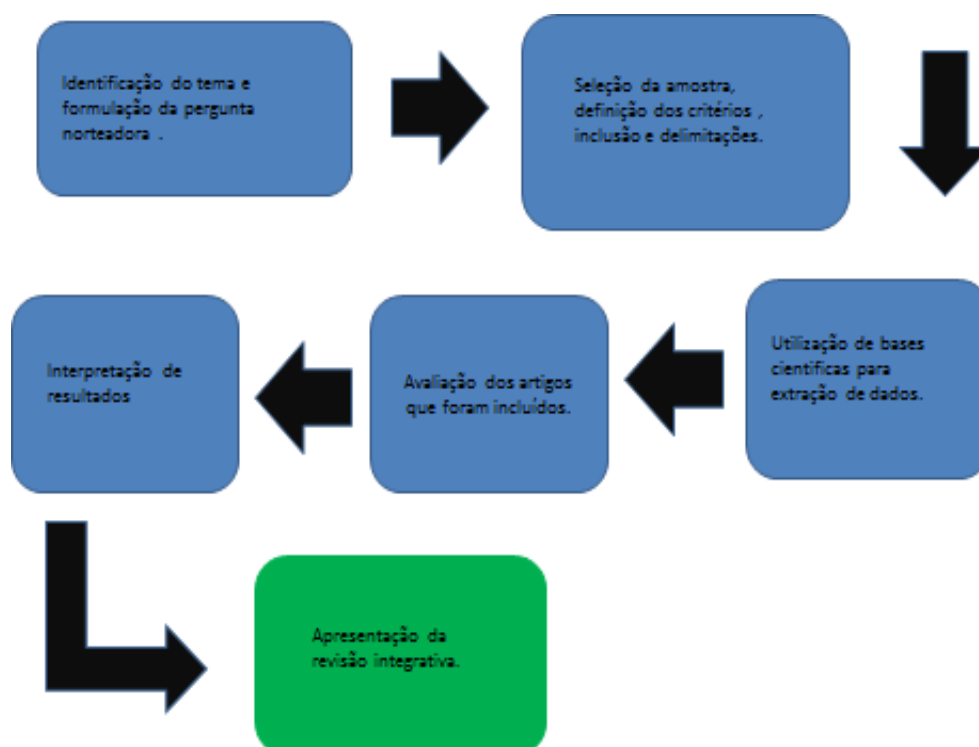 Identificação do tema e
formulação da pergunta
norteadora .
Seleção da amostra,
definição dos critérios ,
inclusão e delimitações.
Utilização de bases
cientificas para
extração de dados.
Avaliação dos artigos
que foram incluídos.
Interpretação de
resultados
Apresentação da
revisão integrativa.